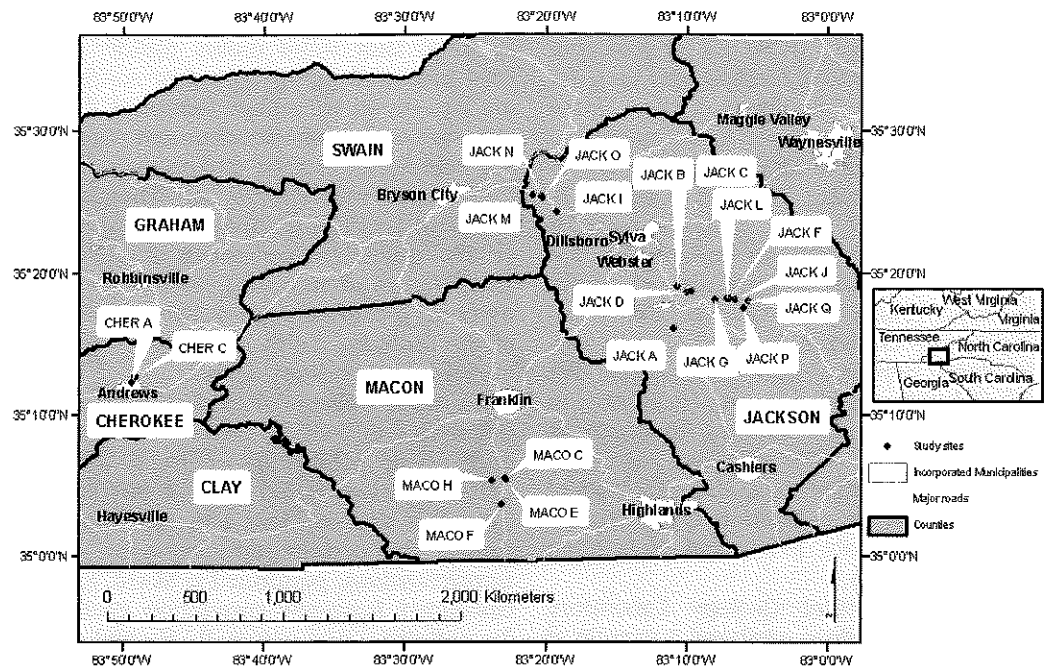 83°50'0"W 83°40'0"W 83°30'0"W 83°20'0"W 83°10'0"W 83°0'0"W
35°30'0"N
35°30'0"N
Maggie Valley
Waynesville
SWAIN
JACK N
JACK O
JACK B
JACK C
Bryson City
JACK M
JACK I
JACK L
GRAHAM
Dillsboro
Sylva
JACK F
Webster
Robbinsville
35°20'0"N
35°20'0"N
JACK J
JACK D
JACK Q
CHER A
CHER C
JACK A
JACK G
JACK P
Andrews
MACON
Franklin
CHEROKEE
JACKSON
35°10'0"N
35°10'0"N
CLAY
MACO C
MACO H
Cashiers
Hayesville
MACO E
Highlands
MACO F
35°0'0"N
35°0'0"N
0 500 1,000 2,000 Kilometers
N
83°50'0"W 83°40'0"W 83°30'0"W 83°20'0"W 83°10'0"W 83°0'0"W
West Virginia
Kentucky
Virginia
Tennessee
North Carolina
South Carolina
Georgia
Study sites
Incorporated Municipalities
Major roads
Counties